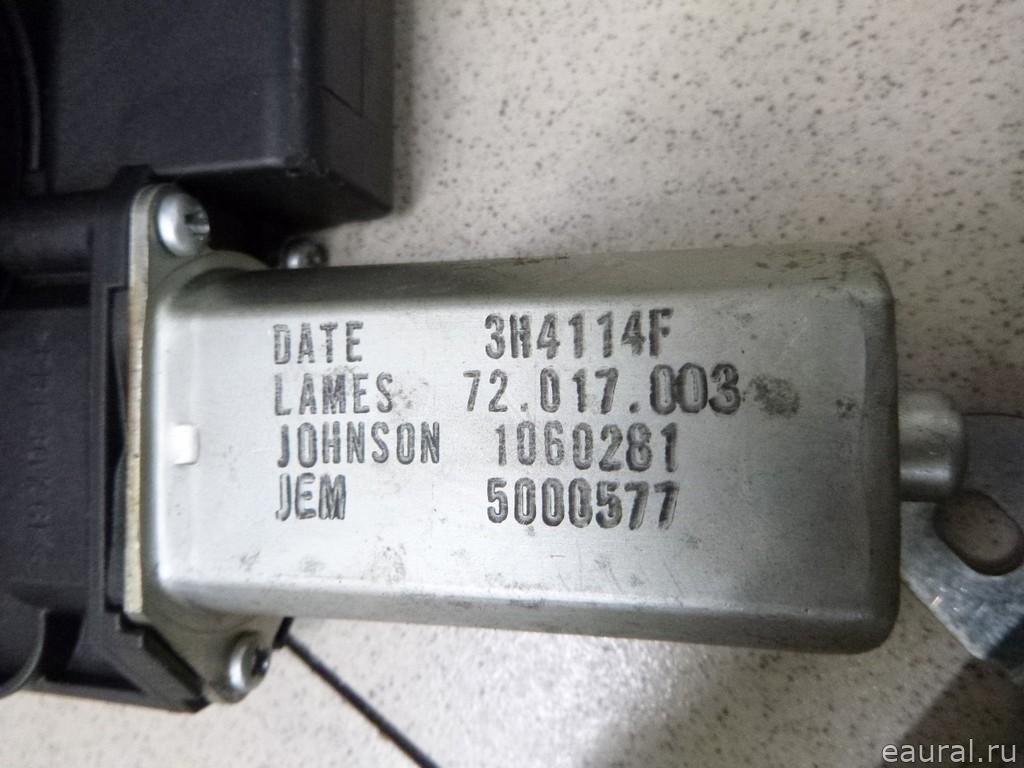 DATE 3H4114F
LAMES 72.017.003
JOHNSON 1060281
JEM 5000577
eaural.ru